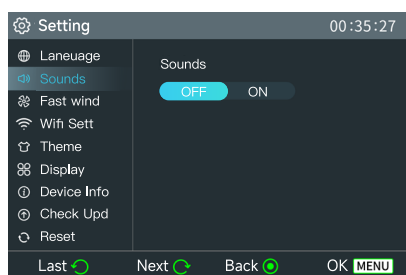 Setting 00:35:27
Laneuage
Sounds
Fast wind
Wifi Sett
Theme
Display
Device Info
Check Upd
Reset
Sounds
OFF ON
Last Next Back OK MENU